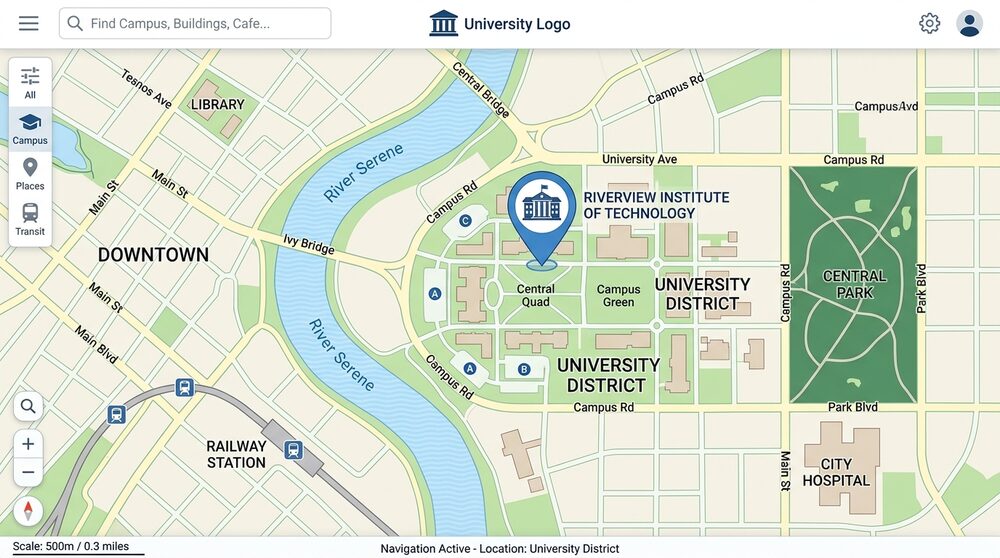 Find Campus, Buildings, Cafe...
University Logo
All
Campus
Places
Transit
Tesnos Ave
LIBRARY
Central Bridge
Campus Rd
CampusAvd
University Ave
Campus Rd
Main St
Main St
River Serene
Campus Rd
C
RIVERVIEW INSTITUTE
OF TECHNOLOGY
DOWNTOWN
Ivy Bridge
A
Central
Quad
Campus
Green
UNIVERSITY
DISTRICT
Campus Rd
CENTRAL
PARK
Park Blvd
Main St
Main Blvd
River Serene
Campus Rd
A
B
UNIVERSITY
DISTRICT
Campus Rd
Park Blvd
RAILWAY
STATION
Main St
CITY
HOSPITAL
Scale: 500m / 0.3 miles
Navigation Active - Location: University District